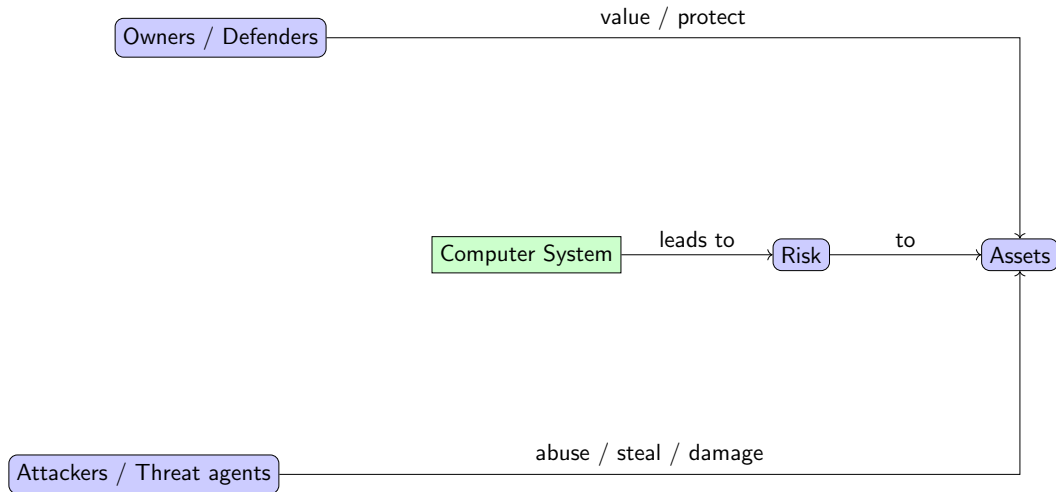 value / protect
Owners / Defenders
leads to
to
Computer System
Risk
Assets
abuse / steal / damage
Attackers / Threat agents